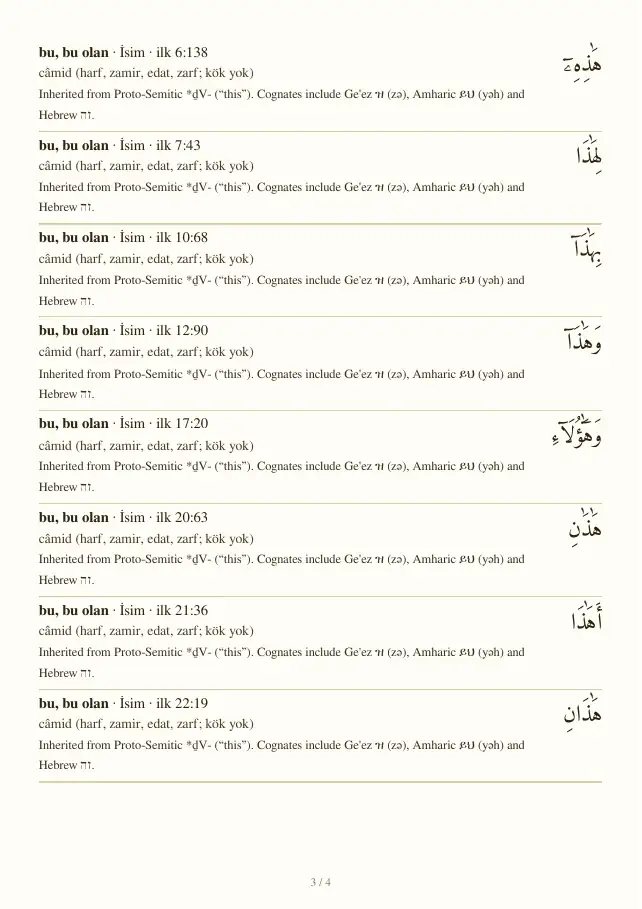 bu, bu olan · İsim · ilk 6:138 هَٰذِهِۦٓ
câmid (harf, zamir, edat, zarf; kök yok)
Inherited from Proto-Semitic *ḏV- (“this”). Cognates include Ge'ez ዝ (zə), Amharic ይህ (yəh) and
Hebrew זה.
bu, bu olan · İsim · ilk 7:43 لِهَٰذَا
câmid (harf, zamir, edat, zarf; kök yok)
Inherited from Proto-Semitic *ḏV- (“this”). Cognates include Ge'ez ዝ (zə), Amharic ይህ (yəh) and
Hebrew זה.
bu, bu olan · İsim · ilk 10:68 بِهَٰذَآ
câmid (harf, zamir, edat, zarf; kök yok)
Inherited from Proto-Semitic *ḏV- (“this”). Cognates include Ge'ez ዝ (zə), Amharic ይህ (yəh) and
Hebrew זה.
bu, bu olan · İsim · ilk 12:90 وَهَٰذَآ
câmid (harf, zamir, edat, zarf; kök yok)
Inherited from Proto-Semitic *ḏV- (“this”). Cognates include Ge'ez ዝ (zə), Amharic ይህ (yəh) and
Hebrew זה.
bu, bu olan · İsim · ilk 17:20 وَهَٰٓؤُلَآءِ
câmid (harf, zamir, edat, zarf; kök yok)
Inherited from Proto-Semitic *ḏV- (“this”). Cognates include Ge'ez ዝ (zə), Amharic ይህ (yəh) and
Hebrew זה.
bu, bu olan · İsim · ilk 20:63 هَٰذَٰنِ
câmid (harf, zamir, edat, zarf; kök yok)
Inherited from Proto-Semitic *ḏV- (“this”). Cognates include Ge'ez ዝ (zə), Amharic ይህ (yəh) and
Hebrew זה.
bu, bu olan · İsim · ilk 21:36 أَهَٰذَا
câmid (harf, zamir, edat, zarf; kök yok)
Inherited from Proto-Semitic *ḏV- (“this”). Cognates include Ge'ez ዝ (zə), Amharic ይህ (yəh) and
Hebrew זה.
bu, bu olan · İsim · ilk 22:19 هَٰذَانِ
câmid (harf, zamir, edat, zarf; kök yok)
Inherited from Proto-Semitic *ḏV- (“this”). Cognates include Ge'ez ዝ (zə), Amharic ይህ (yəh) and
Hebrew זה.
3 / 4